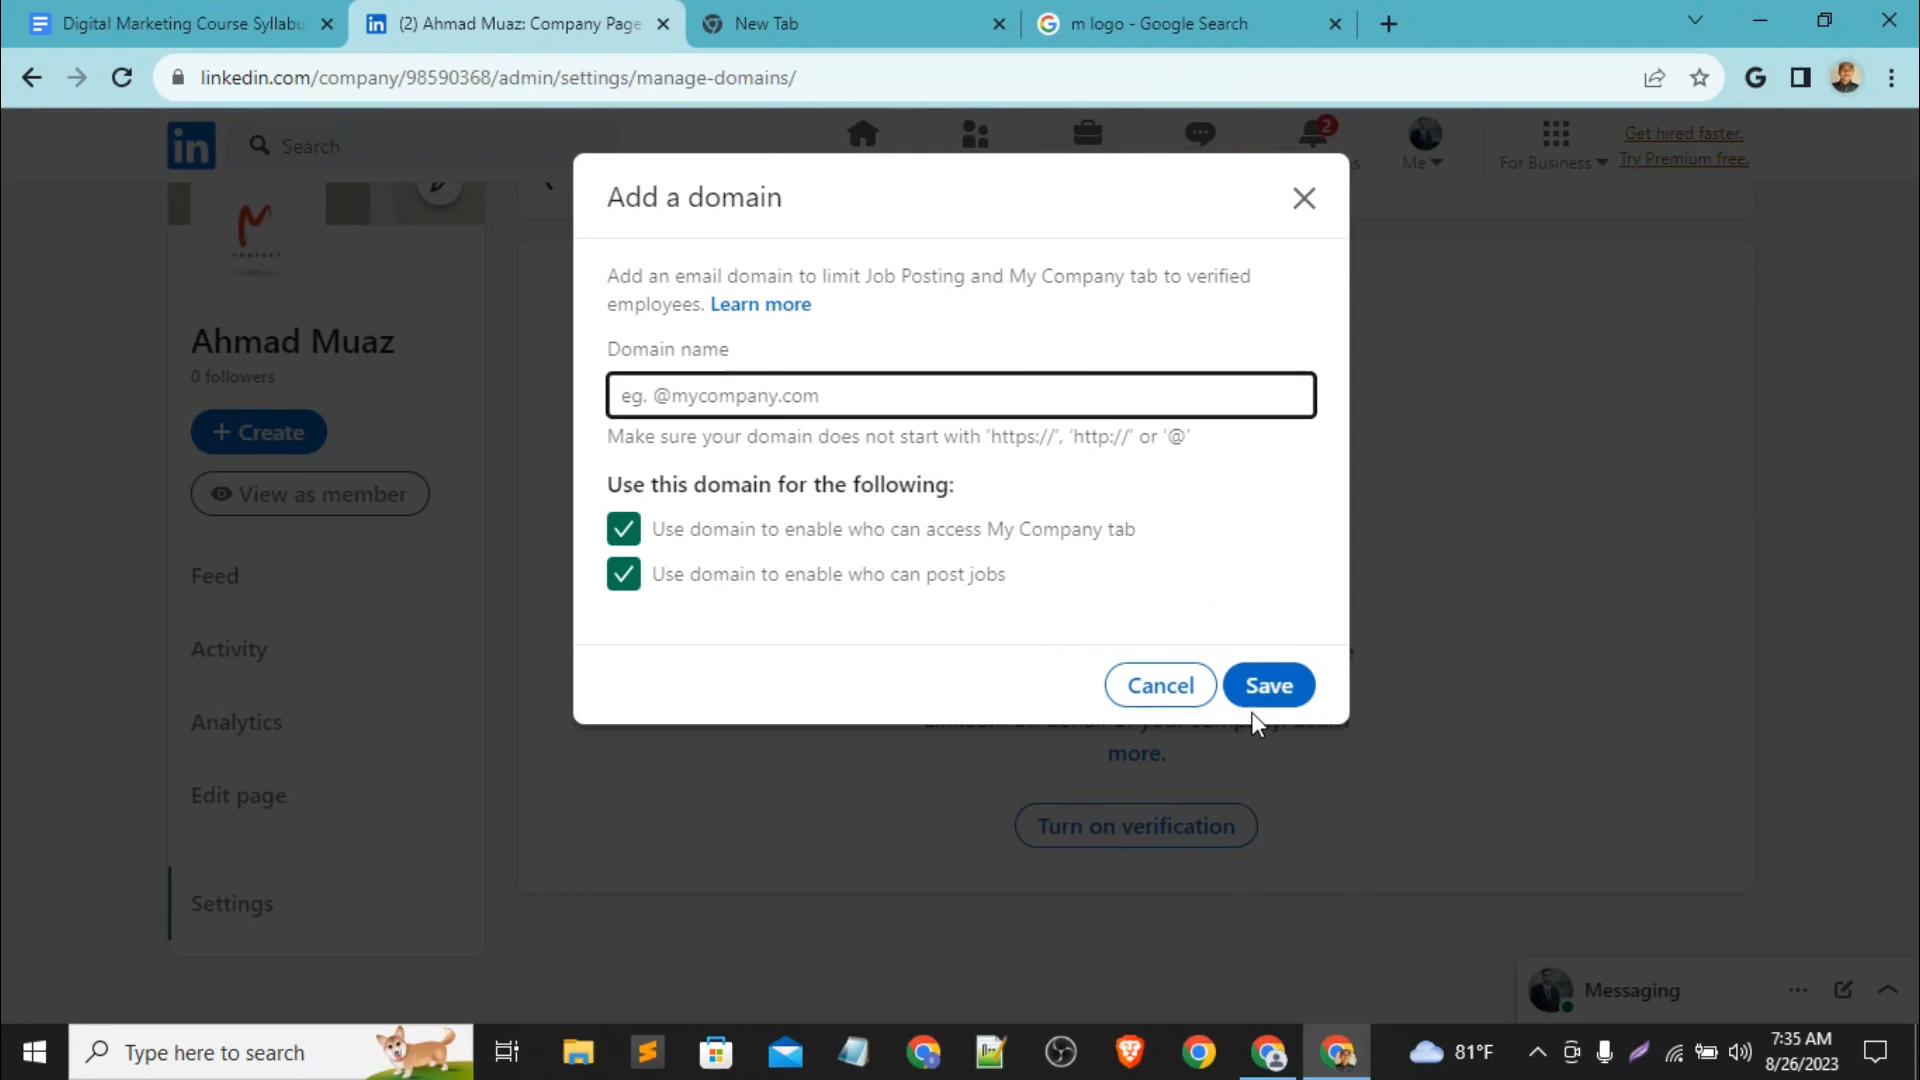 Digital Marketing Course Syllabu
(2) Ahmad Muaz: Company Page
New Tab
m logo - Google Search
linkedin.com/company/98590368/admin/settings/manage-domains/
in
Search
2
Me
For Business
Get hired faster.
Try Premium free.
COMPANY
Ahmad Muaz
0 followers
+ Create
View as member
Feed
Activity
Analytics
Edit page
Settings
Add a domain
Add an email domain to limit Job Posting and My Company tab to verified
employees. Learn more
Domain name
eg. @mycompany.com
Make sure your domain does not start with 'https://', 'http://' or '@'
Use this domain for the following:
Use domain to enable who can access My Company tab
Use domain to enable who can post jobs
Cancel
Save
more.
Turn on verification
Messaging
Type here to search
81°F
7:35 AM
8/26/2023